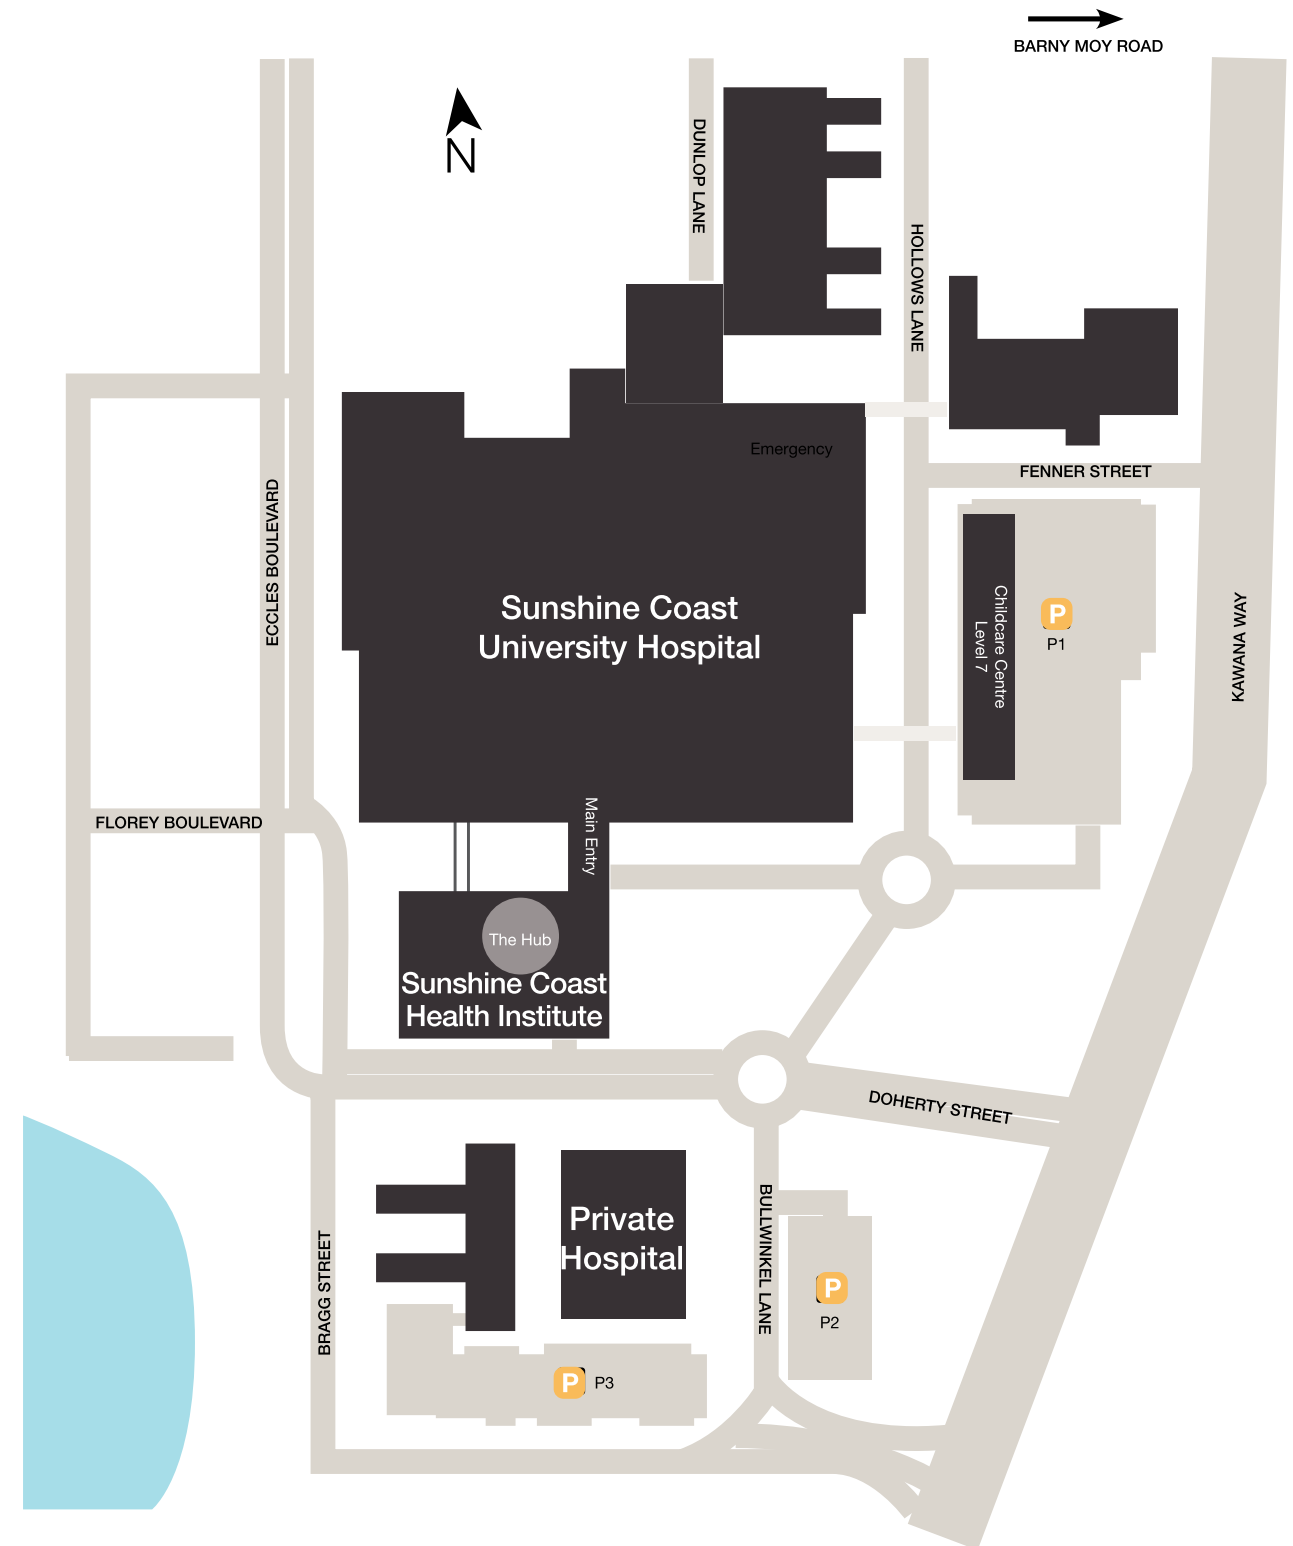 BARNY MOY ROAD
N
DUNLOP LANE
HOLLOWS LANE
Emergency
FENNER STREET
ECCLES BOULEVARD
Sunshine Coast
University Hospital
Childcare Centre
Level 7
P
P1
KAWANA WAY
FLOREY BOULEVARD
Main Entry
The Hub
Sunshine Coast
Health Institute
DOHERTY STREET
Private
Hospital
BULLWINKEL LANE
BRAGG STREET
P
P2
P
P3